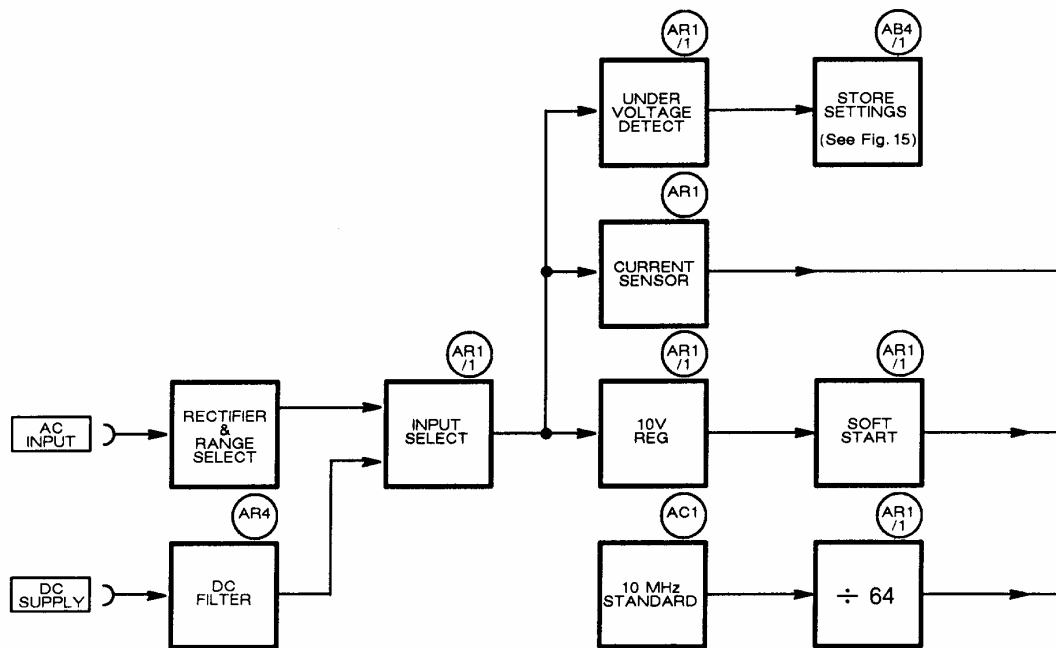 AR1
/1
AB4
/1
UNDER
VOLTAGE
DETECT
STORE
SETTINGS
(See Fig. 15)
AR1
CURRENT
SENSOR
AR1
/1
AR1
/1
AR1
/1
AC
INPUT
RECTIFIER
&
RANGE
SELECT
INPUT
SELECT
10V
REG
SOFT
START
AR4
AC1
AR1
/1
DC
SUPPLY
DC
FILTER
10 MHz
STANDARD
÷ 64